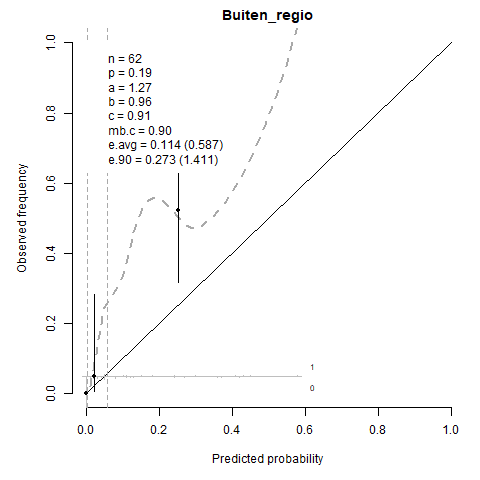 Buiten_regio
n = 62
p = 0.19
a = 1.27
b = 0.96
c = 0.91
mb.c = 0.90
e.avg = 0.114 (0.587)
e.90 = 0.273 (1.411)
Observed frequency
1.0
0.8
0.6
0.4
0.2
0.0
1
0
0.0 0.2 0.4 0.6 0.8 1.0
Predicted probability